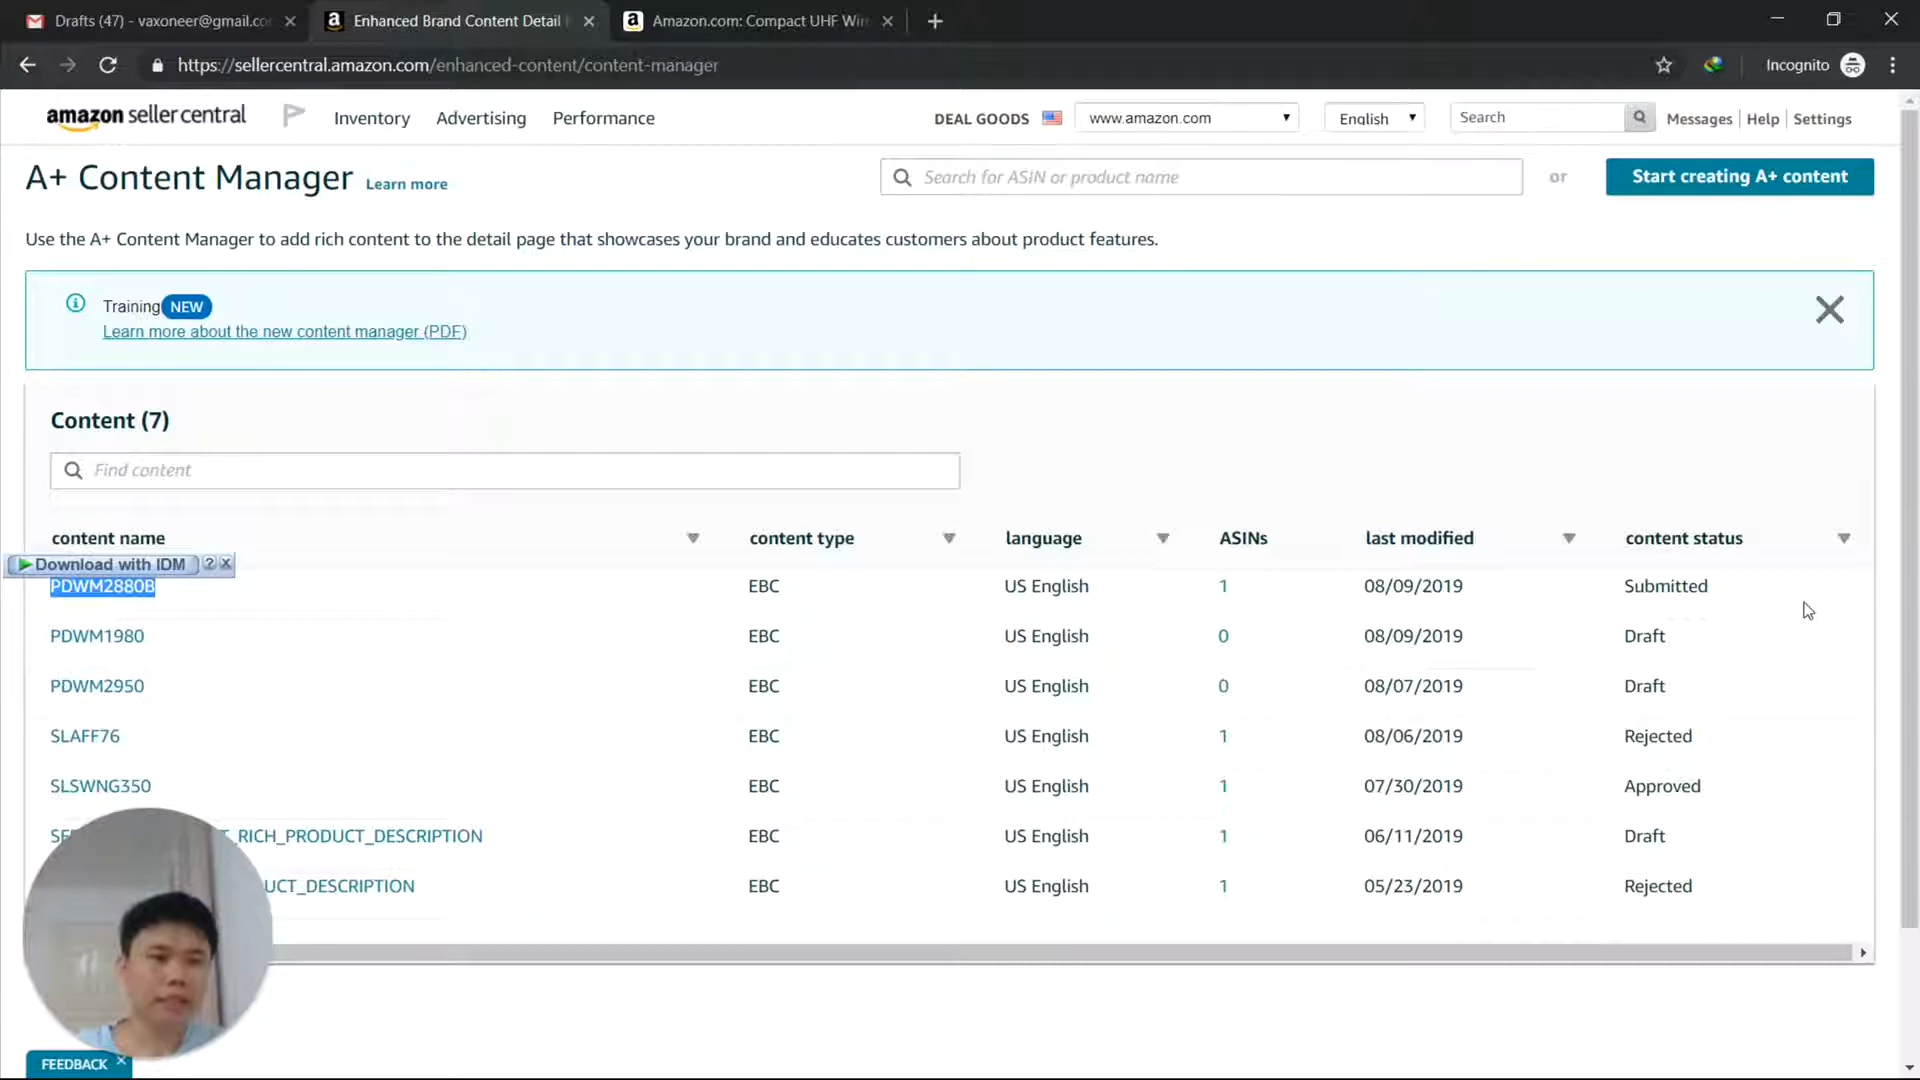 Drafts (47) - vaxoneer@gmail.co
Enhanced Brand Content Detail
Amazon.com: Compact UHF Wir
https://sellercentral.amazon.com/enhanced-content/content-manager
Incognito
amazon seller central
Inventory
Advertising
Performance
DEAL GOODS
www.amazon.com
English
Search
Messages
Help
Settings
A+ Content Manager
Learn more
Search for ASIN or product name
or
Start creating A+ content
Use the A+ Content Manager to add rich content to the detail page that showcases your brand and educates customers about product features.
Training NEW
Learn more about the new content manager (PDF)
Content (7)
Find content
content name content type language ASINs last modified content status
Download with IDM ?
PDWM2880B EBC US English 1 08/09/2019 Submitted
PDWM1980 EBC US English 0 08/09/2019 Draft
PDWM2950 EBC US English 0 08/07/2019 Draft
SLAFF76 EBC US English 1 08/06/2019 Rejected
SLSWNG350 EBC US English 1 07/30/2019 Approved
_RICH_PRODUCT_DESCRIPTION EBC US English 1 06/11/2019 Draft
UCT_DESCRIPTION EBC US English 1 05/23/2019 Rejected
FEEDBACK